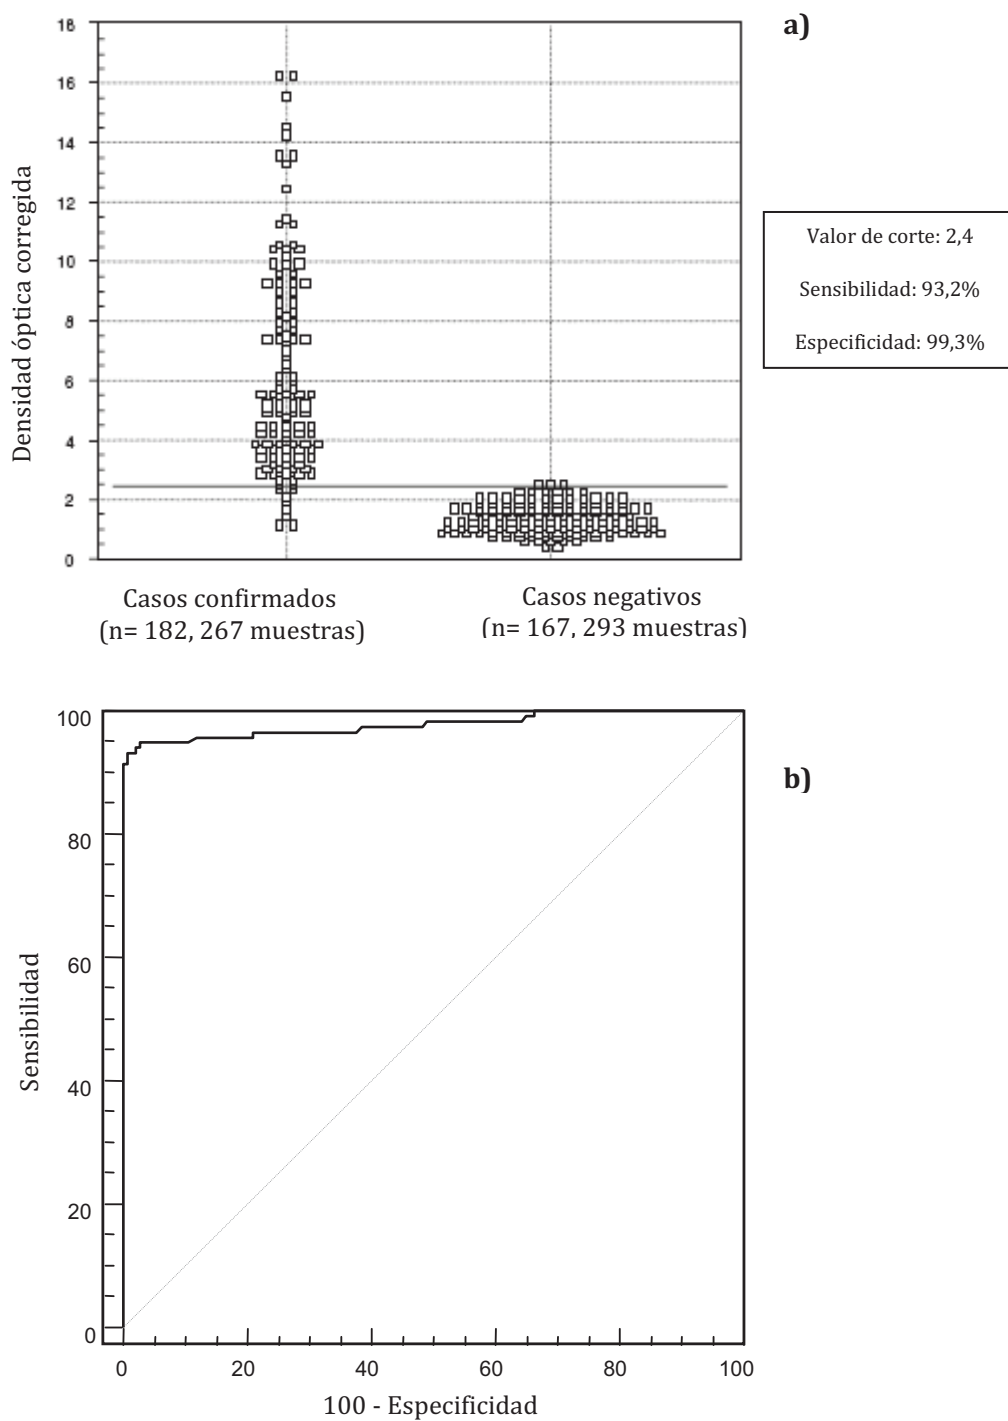 a)
18
16
14
12
10
8
6
4
2
0
Densidad óptica corregida
Valor de corte: 2,4
Sensibilidad: 93,2%
Especificidad: 99,3%
Casos confirmados
(n= 182, 267 muestras)
Casos negativos
(n= 167, 293 muestras)
b)
100
80
60
40
20
0
Sensibilidad
0 20 40 60 80 100
100 - Especificidad